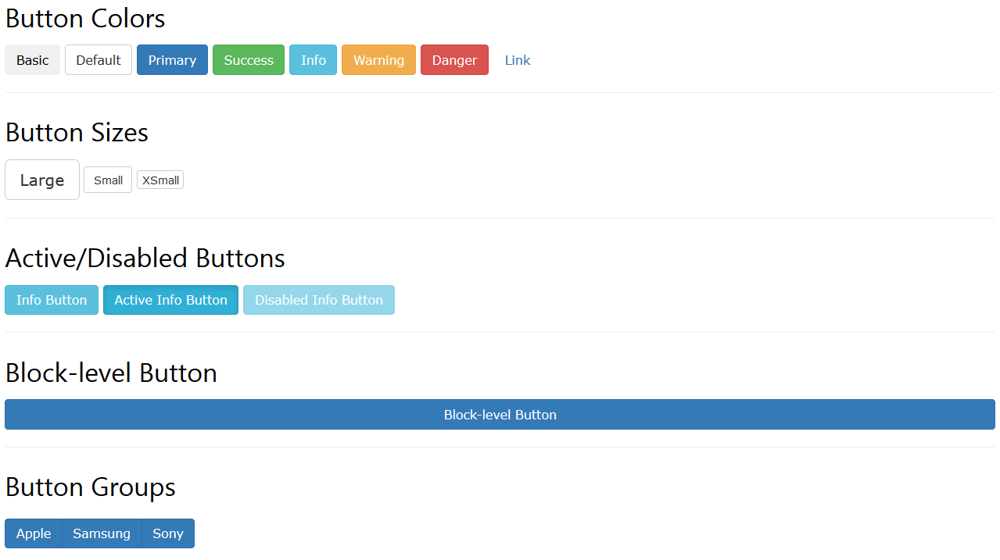 Button Colors
Basic Default Primary Success Info Warning Danger Link
Button Sizes
Large Small XSmall
Active/Disabled Buttons
Info Button Active Info Button Disabled Info Button
Block-level Button
Block-level Button
Button Groups
Apple Samsung Sony